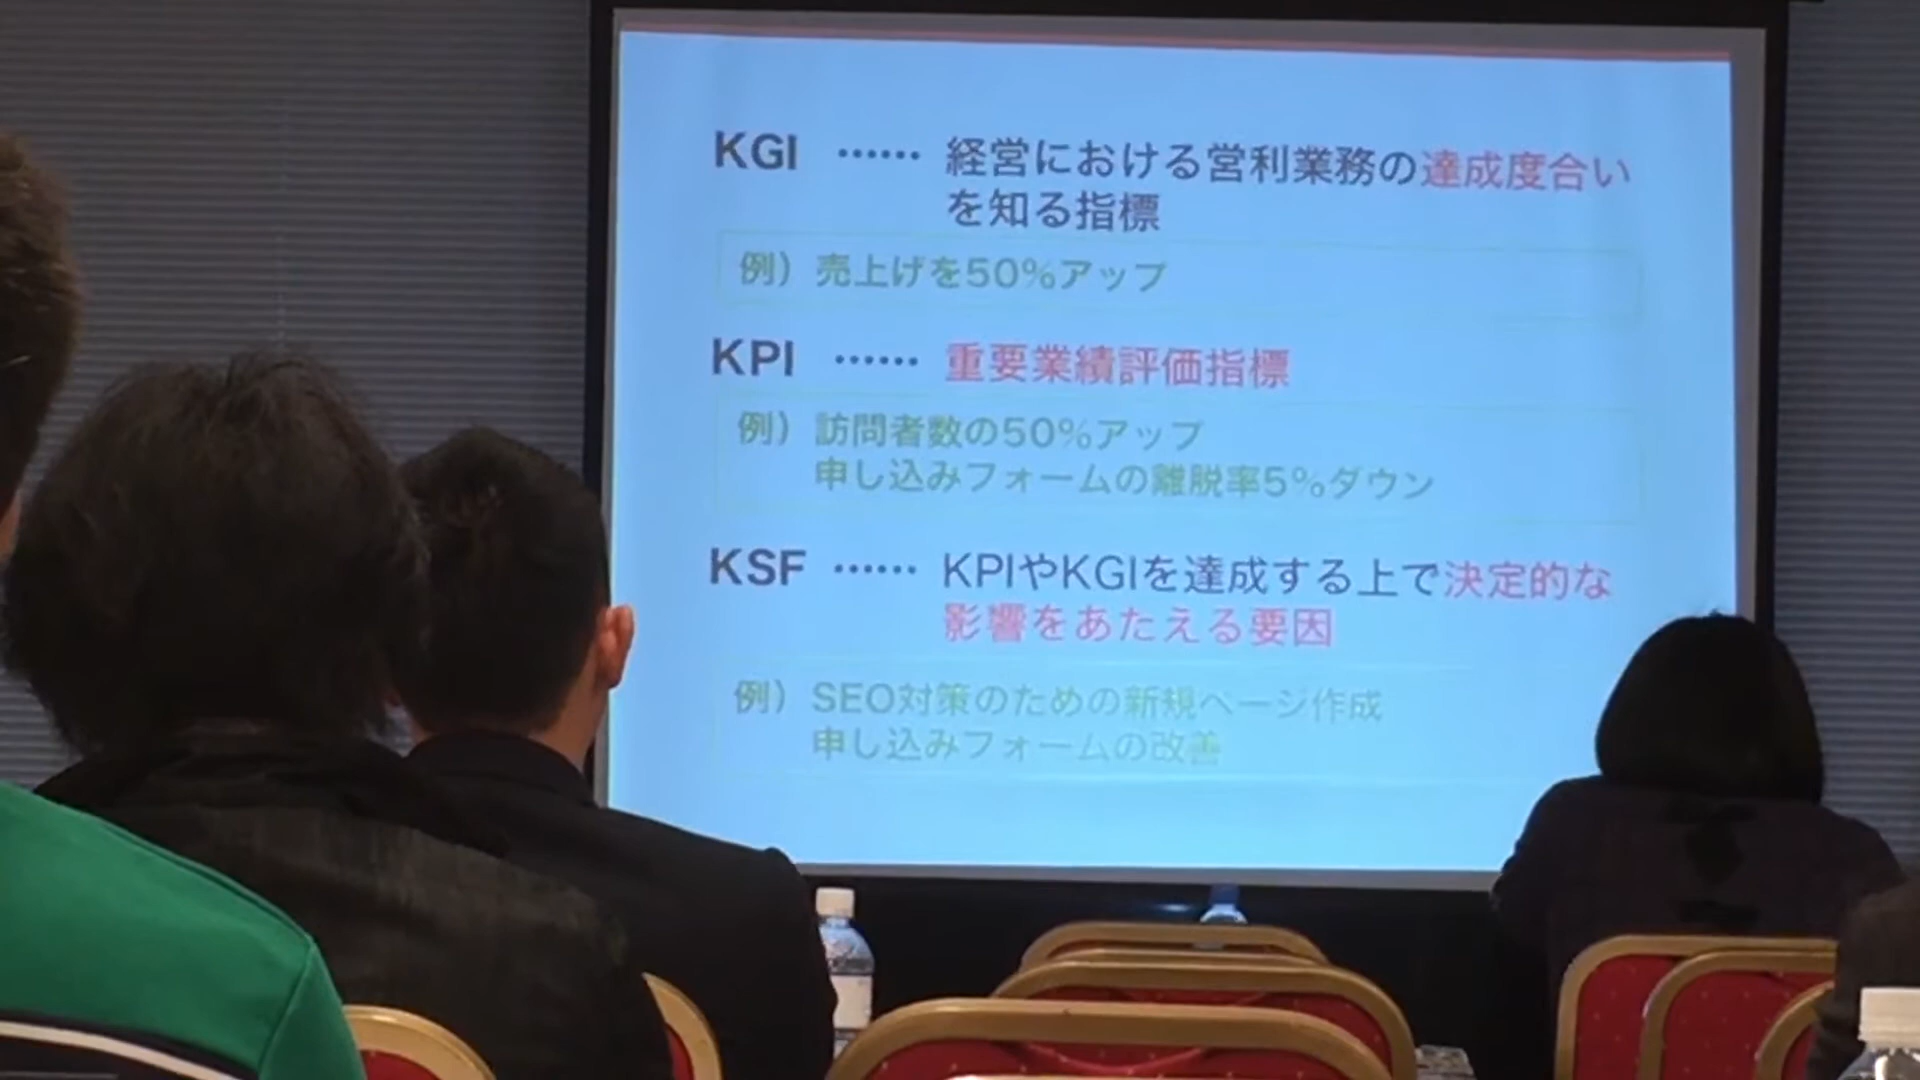 KGI ‥‥‥ 経営における営利業務の達成度合い
を知る指標
例）売上げを50%アップ
KPI ‥‥‥ 重要業績評価指標
例）訪問者数の50%アップ
申し込みフォームの離脱率5%ダウン
KSF ‥‥‥ KPIやKGIを達成する上で決定的な
影響をあたえる要因
例）SEO対策のための新規ページ作成
申し込みフォームの改善